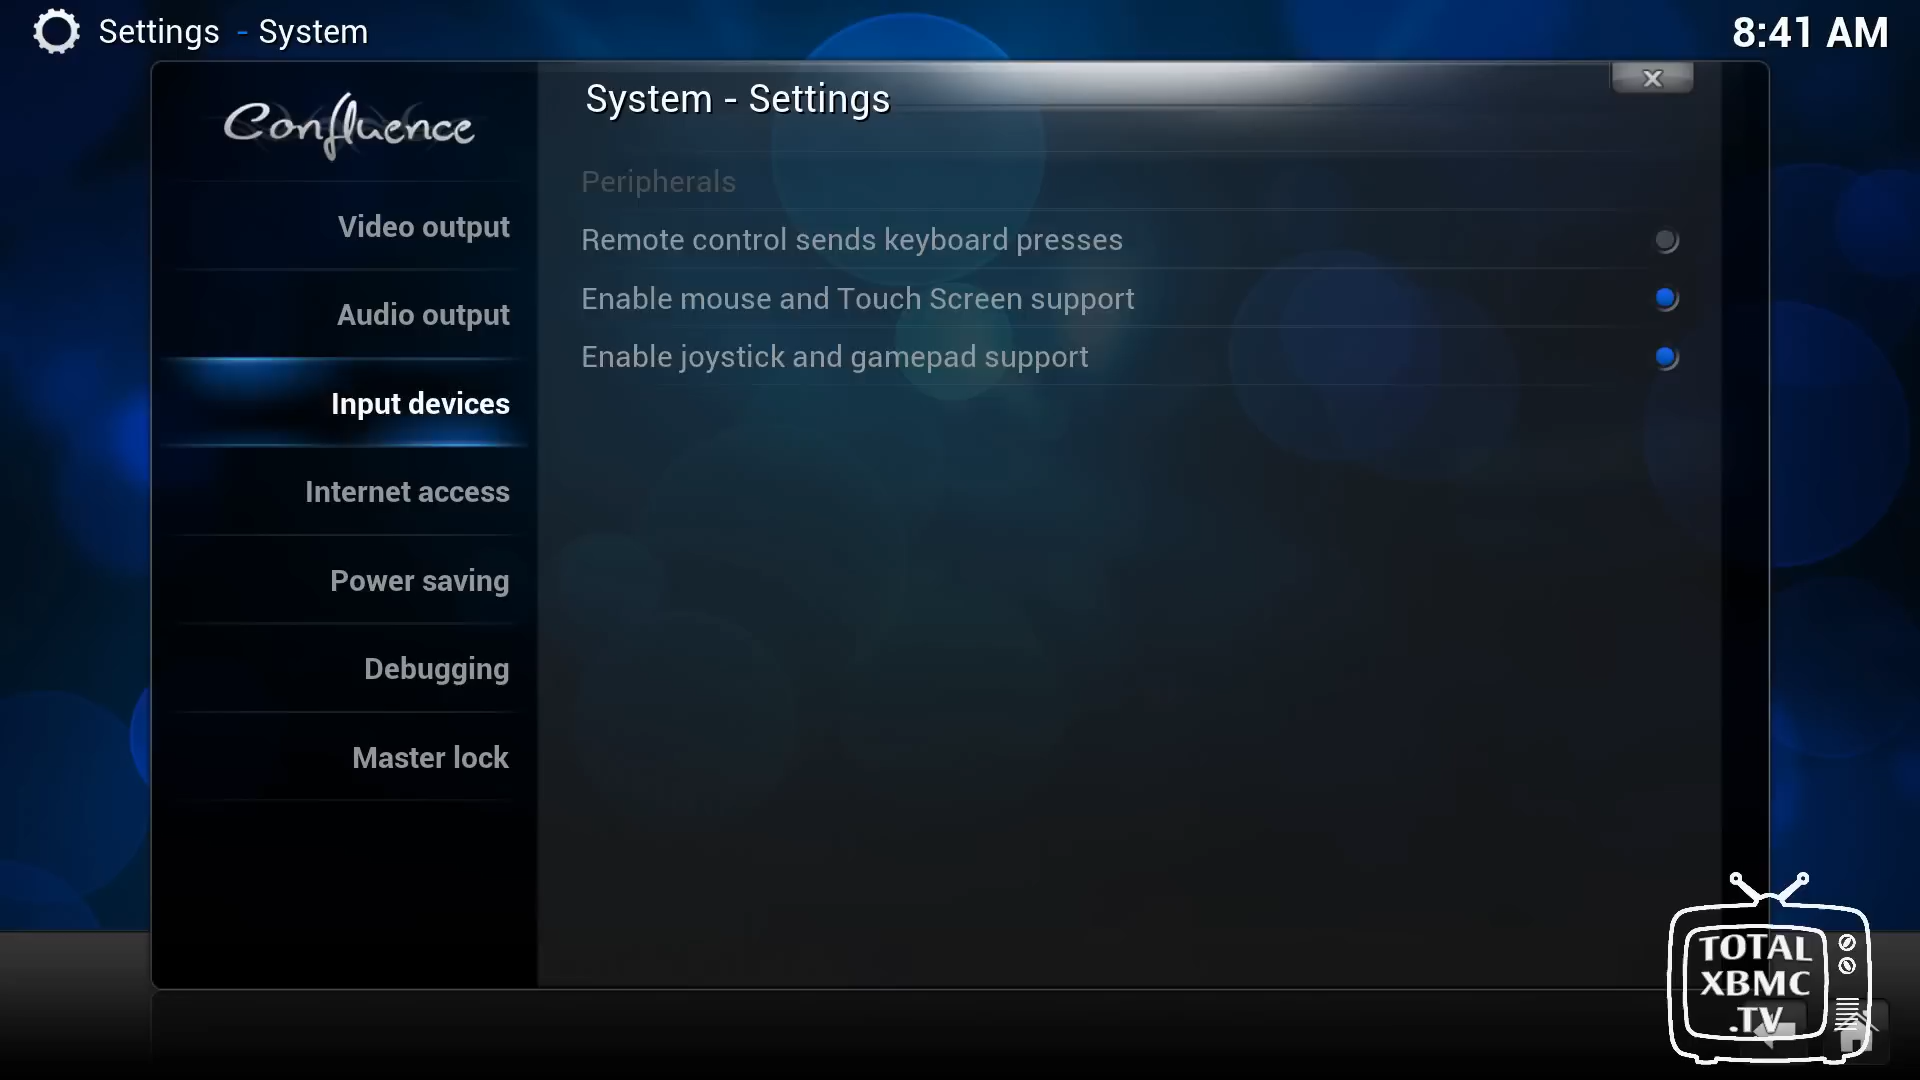 Settings - System
8:41 AM
Confluence
System - Settings
X
Peripherals
Video output
Remote control sends keyboard presses
Audio output
Enable mouse and Touch Screen support
Enable joystick and gamepad support
Input devices
Internet access
Power saving
Debugging
Master lock
TOTAL
XBMC
.TV